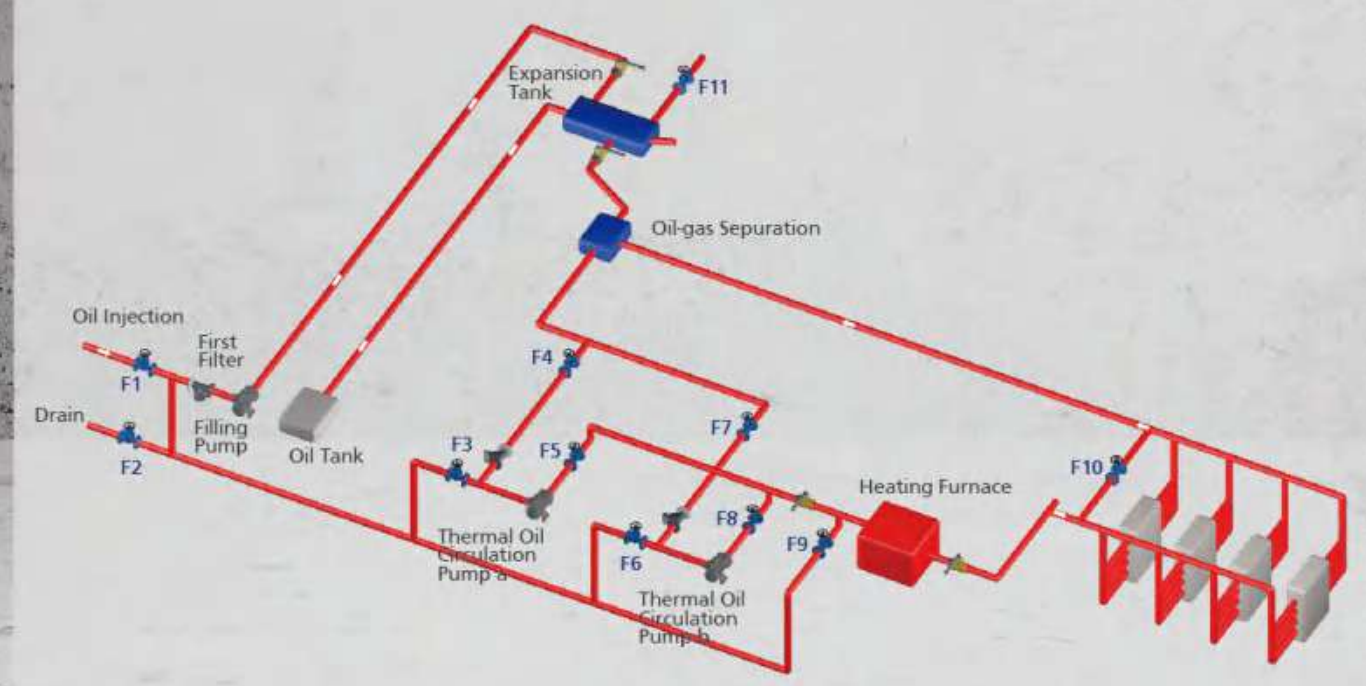 Expansion
Tank
F11
Oil-gas Sepuration
Oil Injection
First
Filter
F1
Filling
Pump
Drain
F2
Oil Tank
F4
F3
F5
F7
Thermal Oil
Circulation
Pump a
F6
F8
F9
Thermal Oil
Circulation
Pump b
Heating Furnace
F10